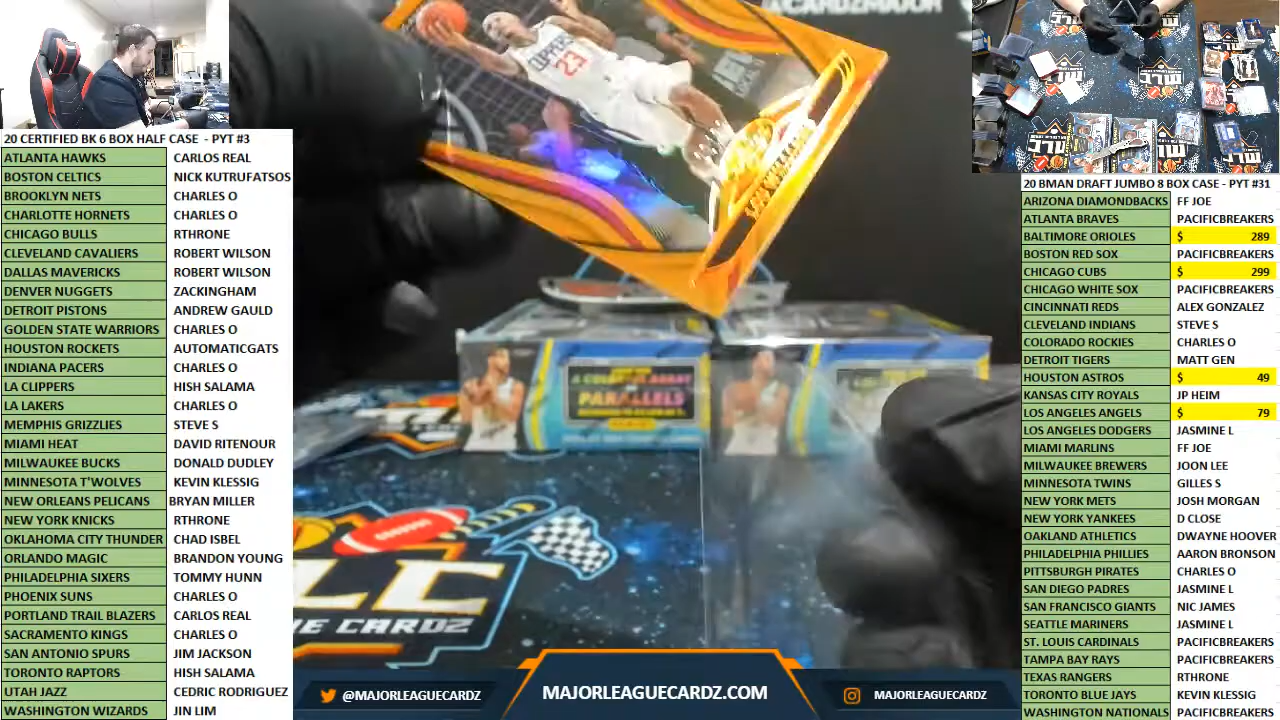 @CARDZMAJOR
CLIPPERS
23
20 CERTIFIED BK 6 BOX HALF CASE - PYT #3
ATLANTA HAWKS CARLOS REAL
BOSTON CELTICS NICK KUTRUFATSOS
BROOKLYN NETS CHARLES O
CHARLOTTE HORNETS CHARLES O
CHICAGO BULLS RTHRONE
CLEVELAND CAVALIERS ROBERT WILSON
DALLAS MAVERICKS ROBERT WILSON
DENVER NUGGETS ZACKINGHAM
DETROIT PISTONS ANDREW GAULD
GOLDEN STATE WARRIORS CHARLES O
HOUSTON ROCKETS AUTOMATICGATS
INDIANA PACERS CHARLES O
LA CLIPPERS HISH SALAMA
LA LAKERS CHARLES O
MEMPHIS GRIZZLIES STEVE S
MIAMI HEAT DAVID RITENOUR
MILWAUKEE BUCKS DONALD DUDLEY
MINNESOTA T'WOLVES KEVIN KLESSIG
NEW ORLEANS PELICANS BRYAN MILLER
NEW YORK KNICKS RTHRONE
OKLAHOMA CITY THUNDER CHAD ISBEL
ORLANDO MAGIC BRANDON YOUNG
PHILADELPHIA SIXERS TOMMY HUNN
PHOENIX SUNS CHARLES O
PORTLAND TRAIL BLAZERS CARLOS REAL
SACRAMENTO KINGS CHARLES O
SAN ANTONIO SPURS JIM JACKSON
TORONTO RAPTORS HISH SALAMA
UTAH JAZZ CEDRIC RODRIGUEZ
WASHINGTON WIZARDS JIN LIM
PARALLELS
LC
E CARDZ
@MAJORLEAGUECARDZ
MAJORLEAGUECARDZ.COM
MAJORLEAGUECARDZ
MLC
20 BMAN DRAFT JUMBO 8 BOX CASE - PYT #31
ARIZONA DIAMONDBACKS FF JOE
ATLANTA BRAVES PACIFICBREAKERS
BALTIMORE ORIOLES $ 289
BOSTON RED SOX PACIFICBREAKERS
CHICAGO CUBS $ 299
CHICAGO WHITE SOX PACIFICBREAKERS
CINCINNATI REDS ALEX GONZALEZ
CLEVELAND INDIANS STEVE S
COLORADO ROCKIES CHARLES O
DETROIT TIGERS MATT GEN
HOUSTON ASTROS $ 49
KANSAS CITY ROYALS JP HEIM
LOS ANGELES ANGELS $ 79
LOS ANGELES DODGERS JASMINE L
MIAMI MARLINS FF JOE
MILWAUKEE BREWERS JOON LEE
MINNESOTA TWINS GILLES S
NEW YORK METS JOSH MORGAN
NEW YORK YANKEES D CLOSE
OAKLAND ATHLETICS DWAYNE HOOVER
PHILADELPHIA PHILLIES AARON BRONSON
PITTSBURGH PIRATES CHARLES O
SAN DIEGO PADRES JASMINE L
SAN FRANCISCO GIANTS NIC JAMES
SEATTLE MARINERS JASMINE L
ST. LOUIS CARDINALS PACIFICBREAKERS
TAMPA BAY RAYS PACIFICBREAKERS
TEXAS RANGERS RTHRONE
TORONTO BLUE JAYS KEVIN KLESSIG
WASHINGTON NATIONALS PACIFICBREAKERS